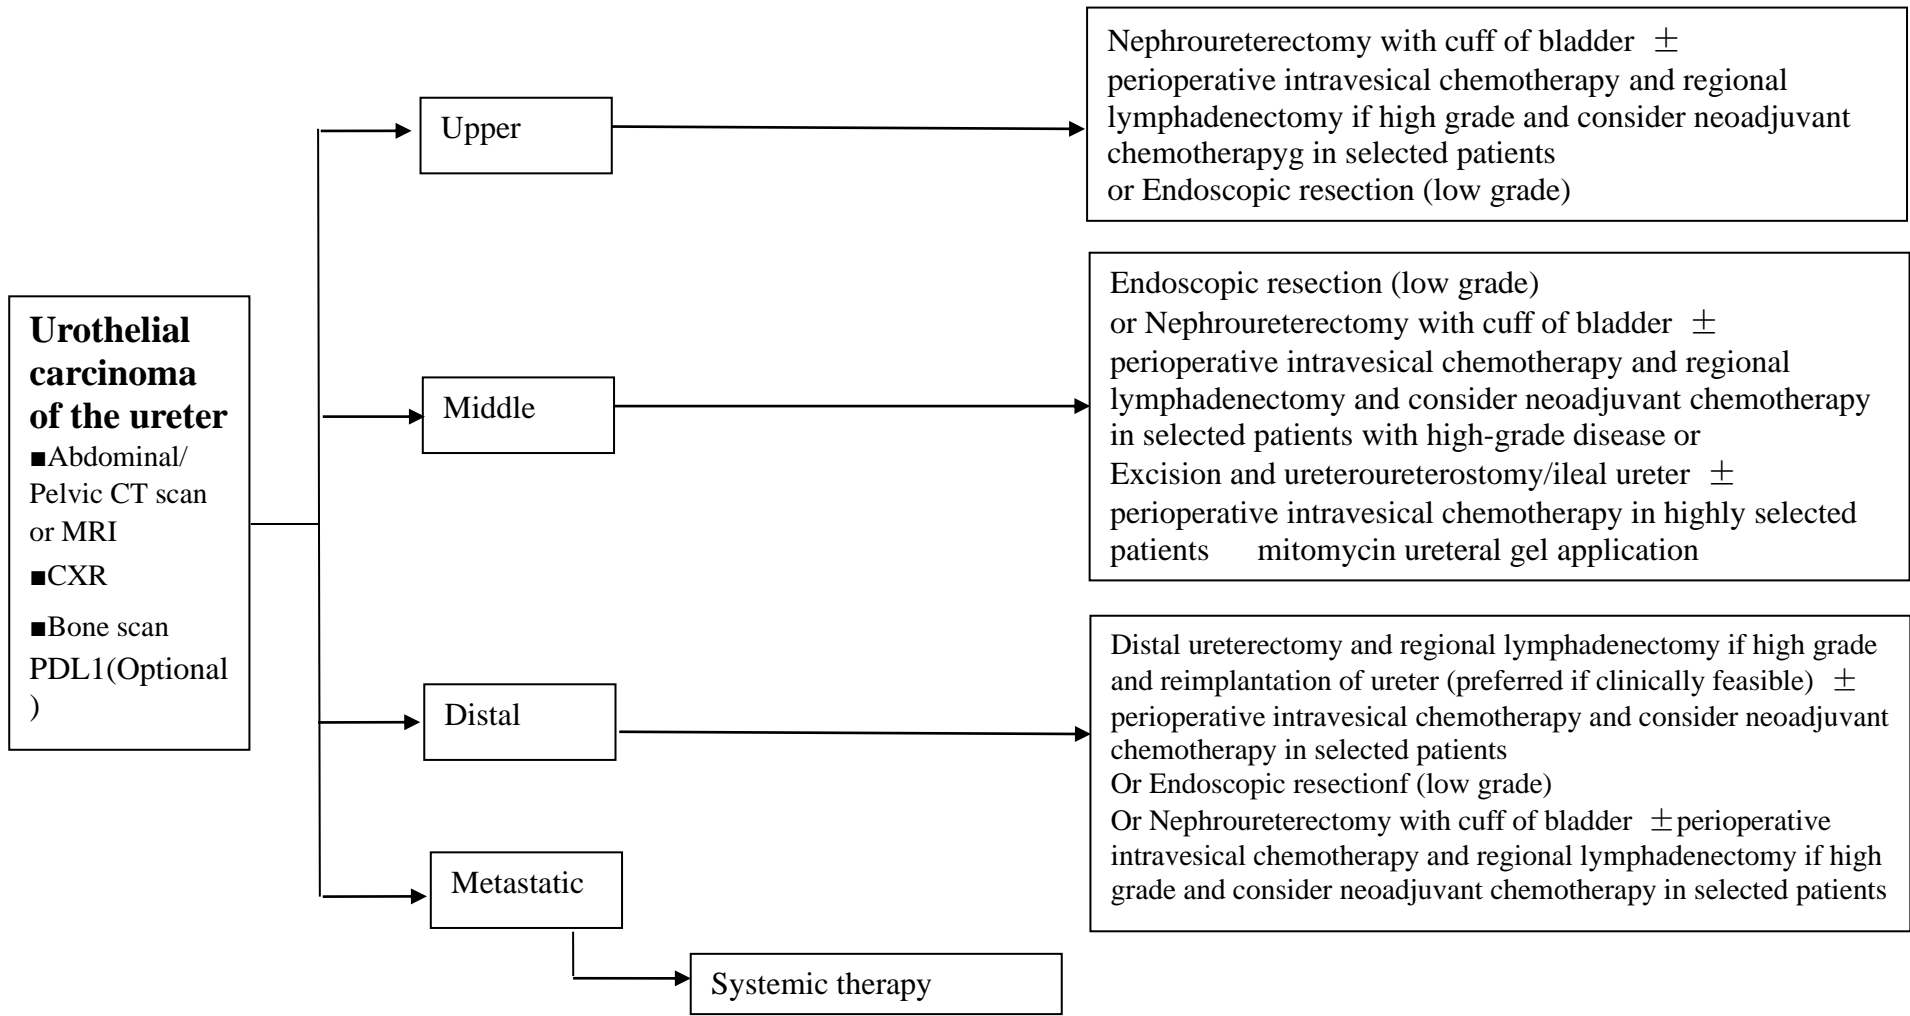 Urothelial
carcinoma
of the ureter
■Abdominal/
Pelvic CT scan
or MRI
■CXR
■Bone scan
PDL1(Optional
)
Upper
Nephroureterectomy with cuff of bladder ±
perioperative intravesical chemotherapy and regional
lymphadenectomy if high grade and consider neoadjuvant
chemotherapyg in selected patients
or Endoscopic resection (low grade)
Middle
Endoscopic resection (low grade)
or Nephroureterectomy with cuff of bladder ±
perioperative intravesical chemotherapy and regional
lymphadenectomy and consider neoadjuvant chemotherapy
in selected patients with high-grade disease or
Excision and ureteroureterostomy/ileal ureter ±
perioperative intravesical chemotherapy in highly selected
patients mitomycin ureteral gel application
Distal
Distal ureterectomy and regional lymphadenectomy if high grade
and reimplantation of ureter (preferred if clinically feasible) ±
perioperative intravesical chemotherapy and consider neoadjuvant
chemotherapy in selected patients
Or Endoscopic resectionf (low grade)
Or Nephroureterectomy with cuff of bladder ±perioperative
intravesical chemotherapy and regional lymphadenectomy if high
grade and consider neoadjuvant chemotherapy in selected patients
Metastatic
Systemic therapy